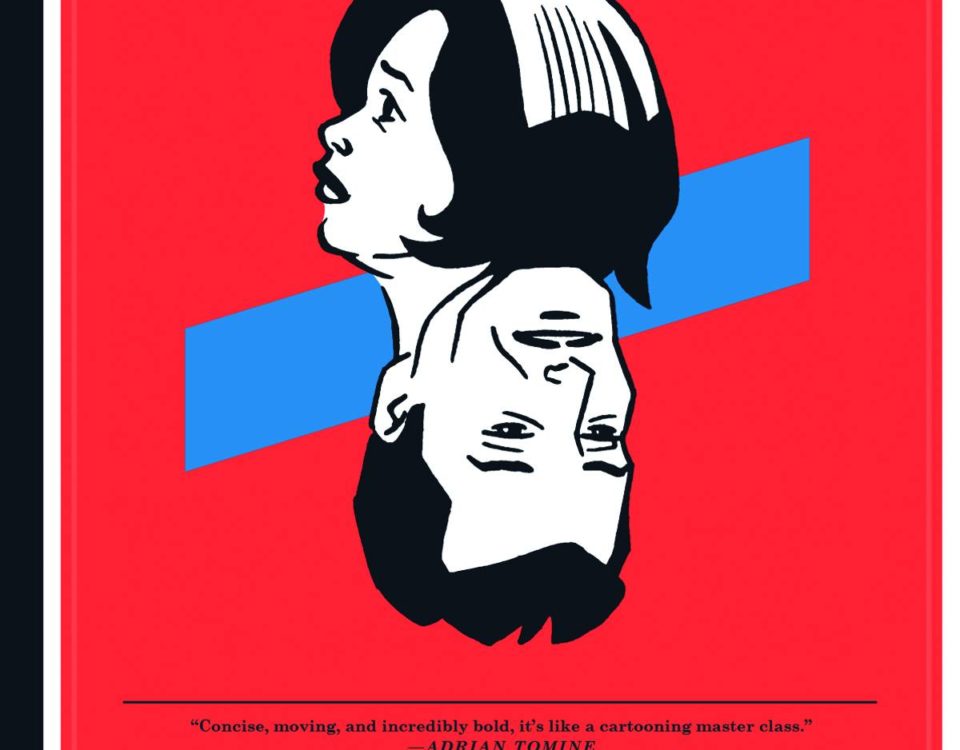 “Concise, moving, and incredibly bold, it’s like a cartooning master class.”
—ADRIAN TOMINE